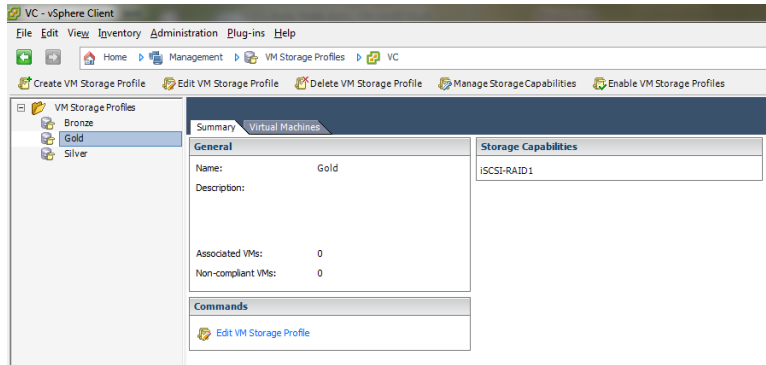 VC - vSphere Client
File Edit View Inventory Administration Plug-ins Help
Home Management VM Storage Profiles VC
Create VM Storage Profile Edit VM Storage Profile Delete VM Storage Profile Manage Storage Capabilities Enable VM Storage Profiles
VM Storage Profiles
Bronze
Gold
Silver
Summary Virtual Machines
General
Name: Gold
Description:
Associated VMs: 0
Non-compliant VMs: 0
Commands
Edit VM Storage Profile
Storage Capabilities
iSCSI-RAID1